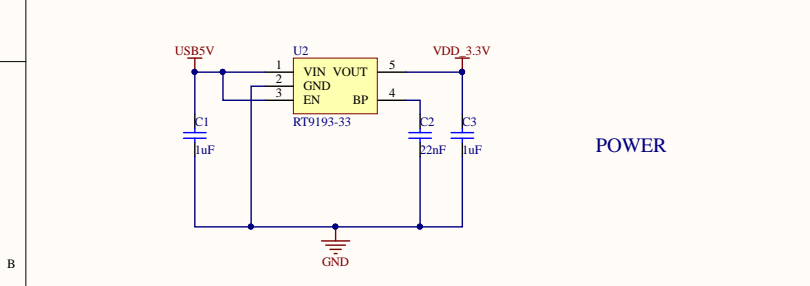 USB5V
U2
VDD_3.3V
1 VIN VOUT 5
2 GND
3 EN BP 4
RT9193-33
C1
1uF
C2
22nF
C3
1uF
POWER
GND
B